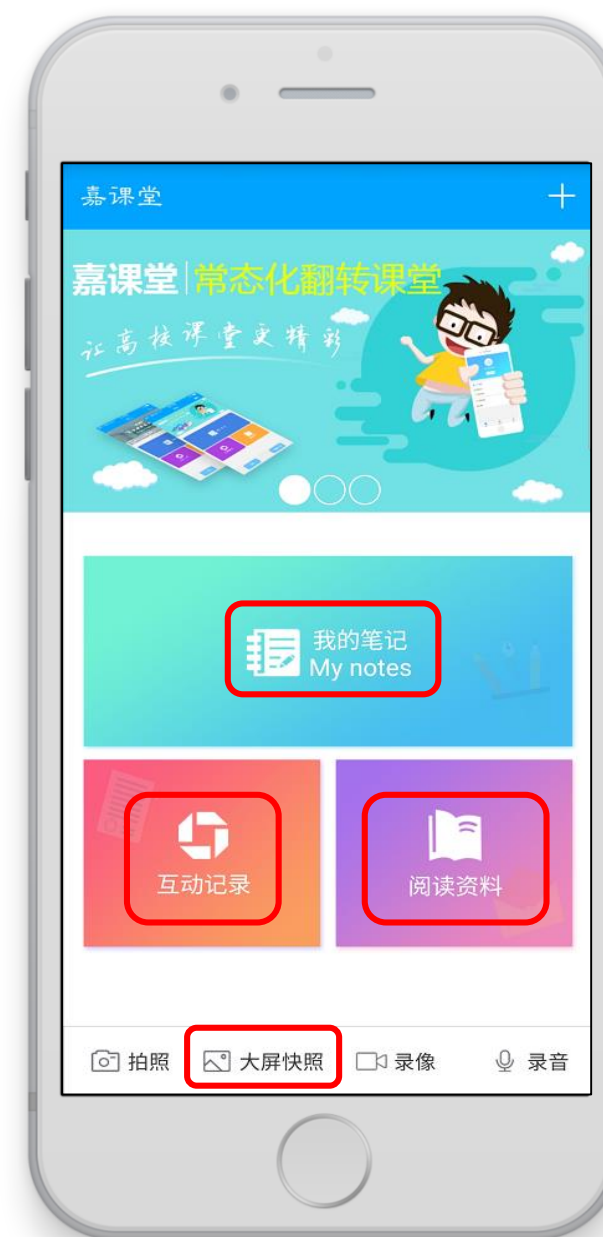 嘉课堂
嘉课堂|常态化翻转课堂
让高校课堂更精彩
我的笔记
My notes
互动记录
阅读资料
拍照 大屏快照 录像 录音